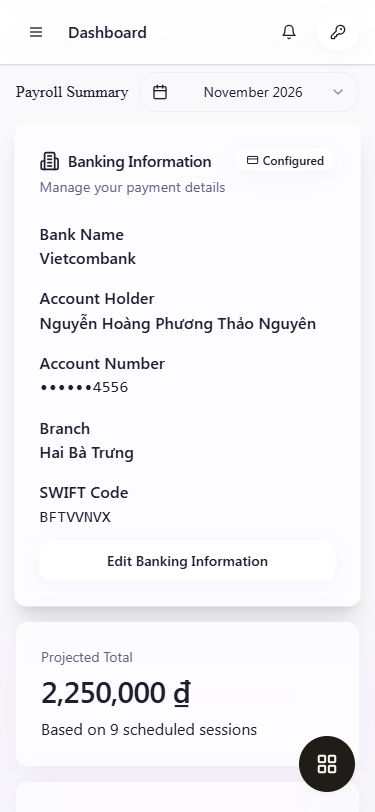 Dashboard
Payroll Summary
November 2026
Banking Information
Configured
Manage your payment details
Bank Name
Vietcombank
Account Holder
Nguyễn Hoàng Phương Thảo Nguyên
Account Number
••••••4556
Branch
Hai Bà Trưng
SWIFT Code
BFTVVNVX
Edit Banking Information
Projected Total
2,250,000 ₫
Based on 9 scheduled sessions